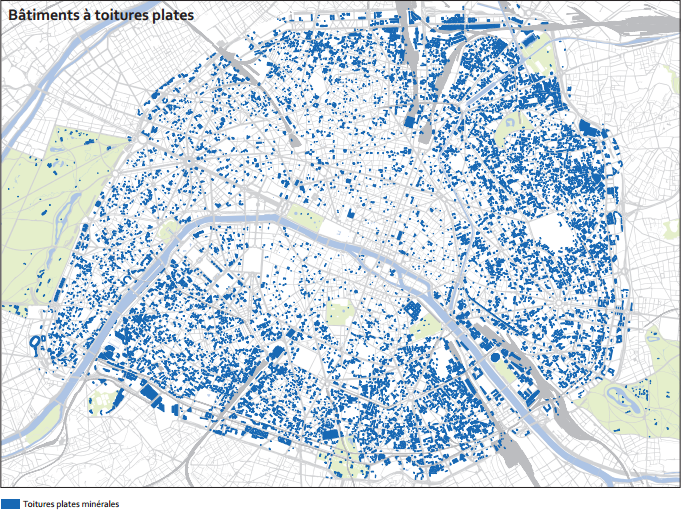 Bâtiments à toitures plates
Toitures plates minérales